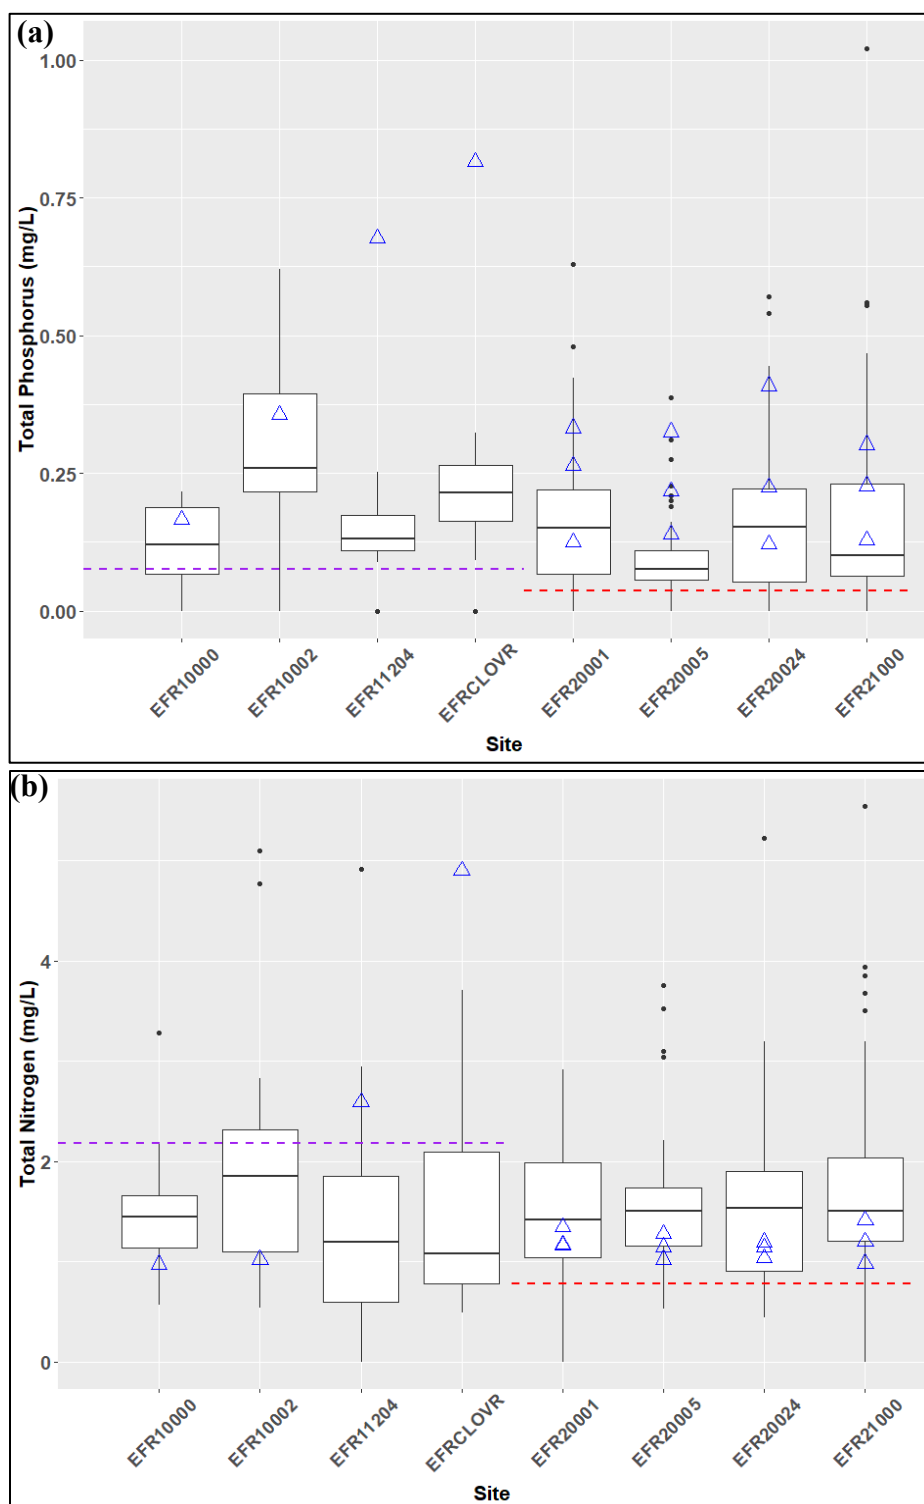 (a)
Total Phosphorus (mg/L)
1.00
0.75
0.50
0.25
0.00
EFR10000
EFR10002
EFR11204
EFRCLOVR
EFR20001
EFR20005
EFR20024
EFR21000
Site
(b)
Total Nitrogen (mg/L)
4
2
0
EFR10000
EFR10002
EFR11204
EFRCLOVR
EFR20001
EFR20005
EFR20024
EFR21000
Site